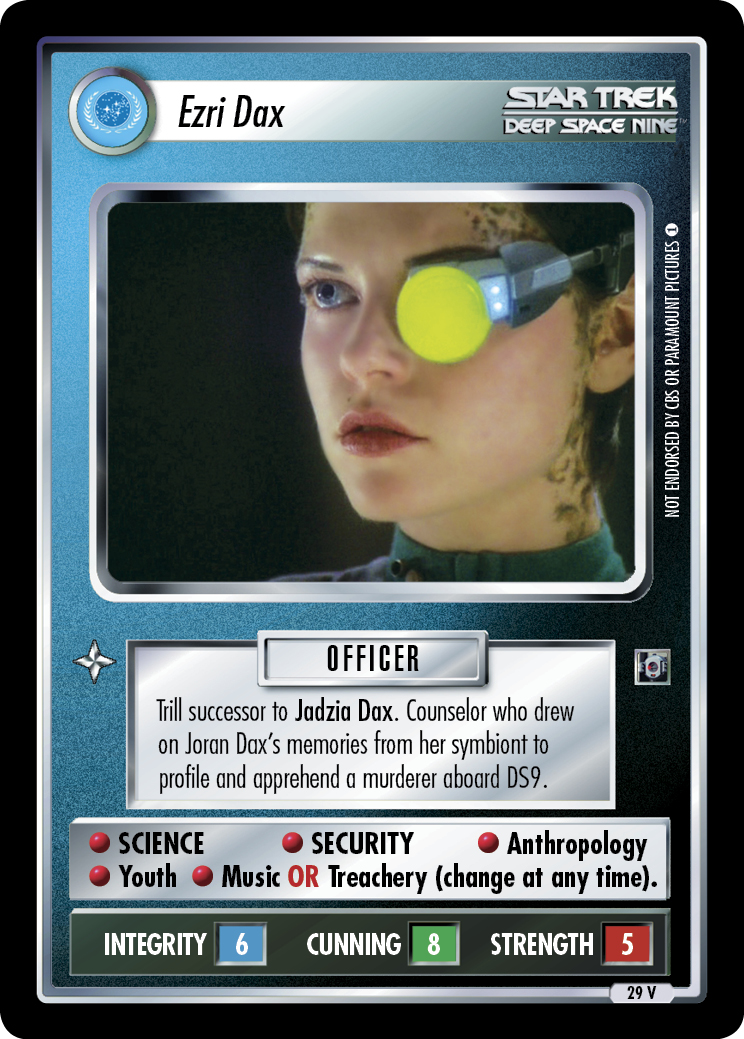 Ezri Dax
STAR TREK
DEEP SPACE NINE™
NOT ENDORSED BY CBS OR PARAMOUNT PICTURES 1
OFFICER
Trill successor to Jadzia Dax. Counselor who drew
on Joran Dax's memories from her symbiont to
profile and apprehend a murderer aboard DS9.
SCIENCE SECURITY Anthropology
Youth Music OR Treachery (change at any time).
INTEGRITY 6 CUNNING 8 STRENGTH 5
29 V